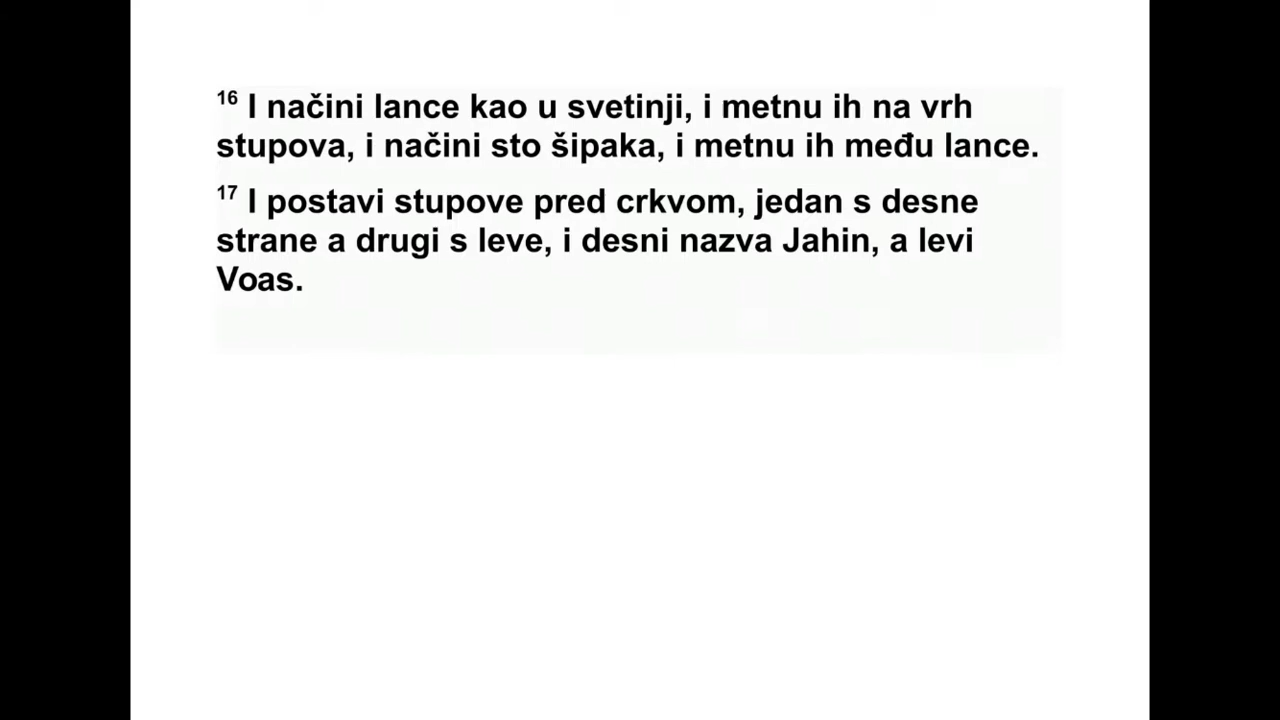 16 I načini lance kao u svetinji, i metnu ih na vrh
stupova, i načini sto šipaka, i metnu ih među lance.
17 I postavi stupove pred crkvom, jedan s desne
strane a drugi s leve, i desni nazva Jahin, a levi
Voas.